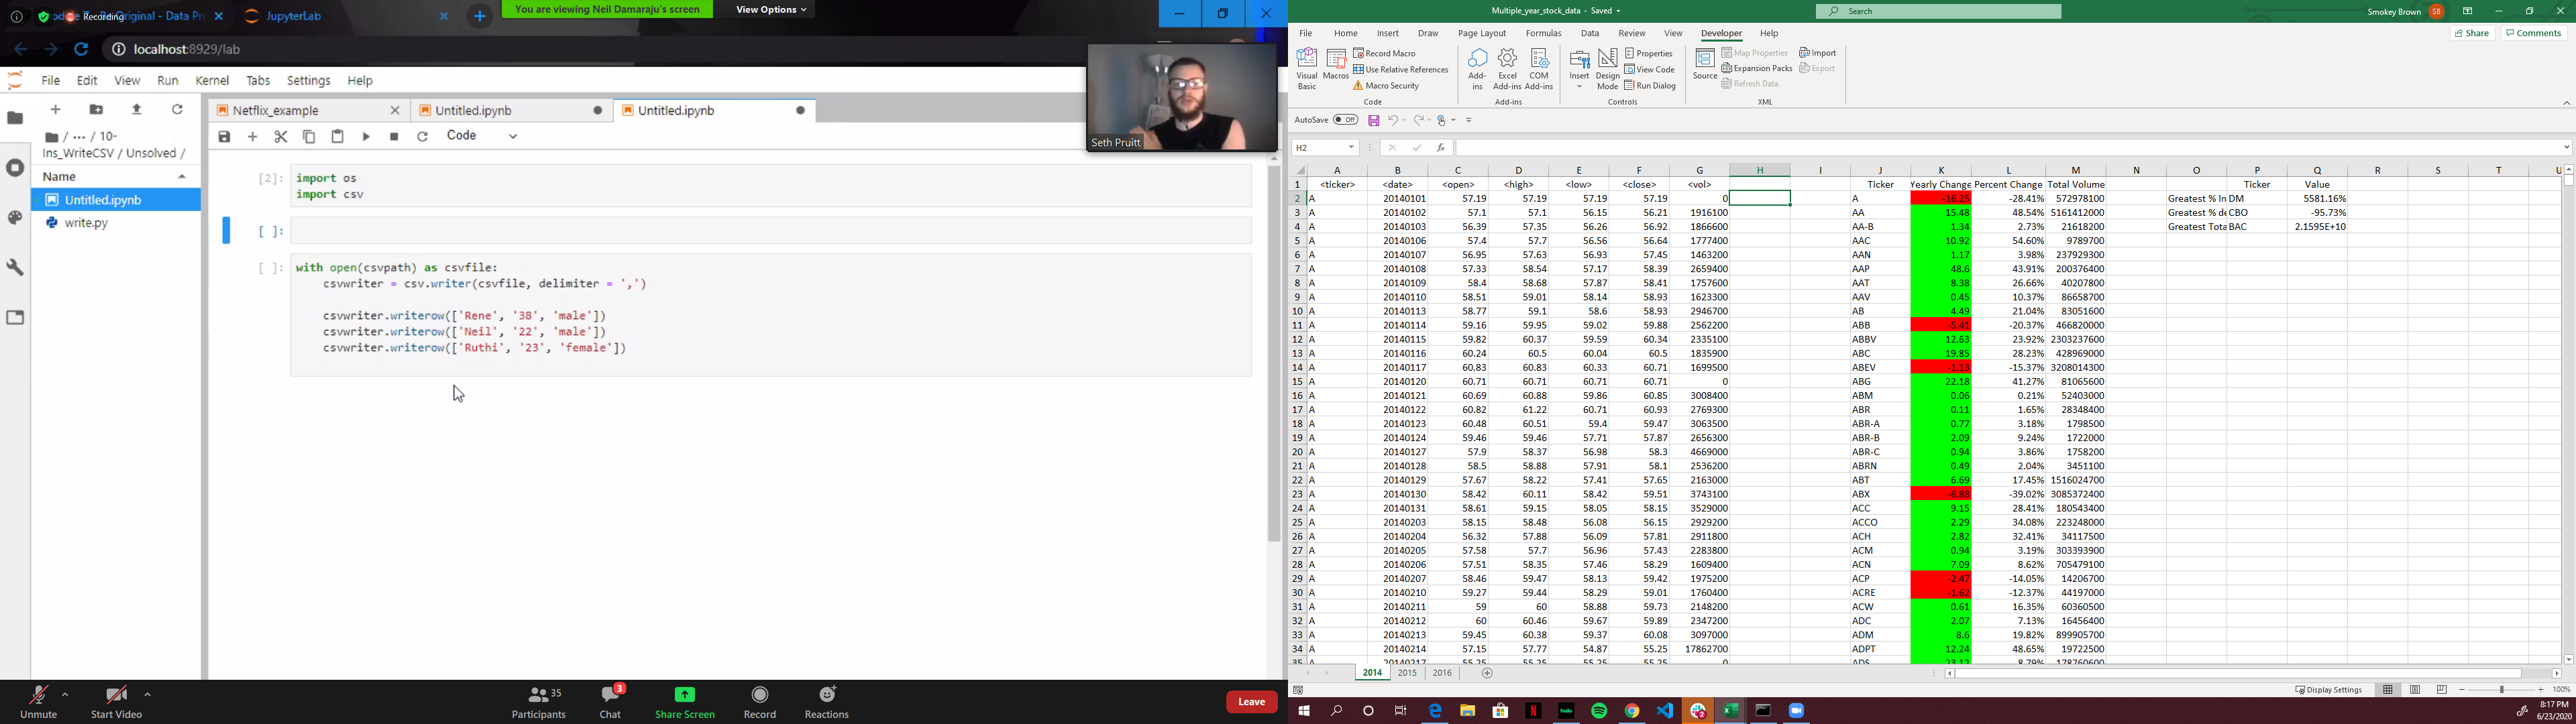 Recording
Original - Data Pr
JupyterLab
You are viewing Neil Damaraju's screen
View Options
localhost:8929/lab
File Edit View Run Kernel Tabs Settings Help
Seth Pruitt
Netflix_example
Untitled.ipynb
Untitled.ipynb
Code
/ ··· / 10-
Ins_WriteCSV / Unsolved /
Name
Untitled.ipynb
write.py
[2]: import os
import csv
[ ]:
[ ]: with open(csvpath) as csvfile:
csvwriter = csv.writer(csvfile, delimiter = ',')
csvwriter.writerow(['Rene', '38', 'male'])
csvwriter.writerow(['Neil', '22', 'male'])
csvwriter.writerow(['Ruthi', '23', 'female'])
Unmute
Start Video
35
Participants
3
Chat
Share Screen
Record
Reactions
Leave
Multiple_year_stock_data - Saved
Search
Smokey Brown
SB
File Home Insert Draw Page Layout Formulas Data Review View Developer Help
Share
Comments
Visual Basic
Macros
Record Macro
Use Relative References
Macro Security
Code
Add-ins
Excel Add-ins
COM Add-ins
Add-ins
Insert
Design Mode
Properties
View Code
Run Dialog
Controls
Source
Map Properties
Expansion Packs
Refresh Data
Import
Export
XML
AutoSave Off
H2
fx
A B C D E F G H I J K L M N O P Q R S T U
1 <ticker> <date> <open> <high> <low> <close> <vol> Ticker Yearly Change Percent Change Total Volume Ticker Value
2 A 20140101 57.19 57.19 57.19 57.19 0 A -16.25 -28.41% 572978100 Greatest % In DM 5581.16%
3 A 20140102 57.1 57.1 56.15 56.21 1916100 AA 15.48 48.54% 5161412000 Greatest % de CBO -95.73%
4 A 20140103 56.39 57.35 56.26 56.92 1866600 AA-B 1.34 2.73% 21618200 Greatest Tota BAC 2.1595E+10
5 A 20140106 57.4 57.7 56.56 56.64 1777400 AAC 10.92 54.60% 9789700
6 A 20140107 56.95 57.63 56.93 57.45 1463200 AAN 1.17 3.98% 237929300
7 A 20140108 57.33 58.54 57.17 58.39 2659400 AAP 48.6 43.91% 200376400
8 A 20140109 58.4 58.68 57.87 58.41 1757600 AAT 8.38 26.66% 40207800
9 A 20140110 58.51 59.01 58.14 58.93 1623300 AAV 0.45 10.37% 86658700
10 A 20140113 58.77 59.1 58.6 58.93 2946700 AB 4.49 21.04% 83051600
11 A 20140114 59.16 59.95 59.02 59.88 2562200 ABB -5.41 -20.37% 466820000
12 A 20140115 59.82 60.37 59.59 60.34 2335100 ABBV 12.63 23.92% 2303237600
13 A 20140116 60.24 60.5 60.04 60.5 1835900 ABC 19.85 28.23% 428969000
14 A 20140117 60.83 60.83 60.33 60.71 1699500 ABEV -1.13 -15.37% 3208014300
15 A 20140120 60.71 60.71 60.71 60.71 0 ABG 22.18 41.27% 81065600
16 A 20140121 60.69 60.88 59.86 60.85 3008400 ABM 0.06 0.21% 52403000
17 A 20140122 60.82 61.22 60.71 60.93 2769300 ABR 0.11 1.65% 28348400
18 A 20140123 60.48 60.51 59.4 59.47 3063500 ABR-A 0.77 3.18% 1798500
19 A 20140124 59.46 59.46 57.71 57.87 2656300 ABR-B 2.09 9.24% 1722000
20 A 20140127 57.9 58.37 56.98 58.3 4669000 ABR-C 0.94 3.86% 1758200
21 A 20140128 58.5 58.88 57.91 58.1 2536200 ABRN 0.49 2.04% 3451100
22 A 20140129 57.67 58.22 57.41 57.65 2163000 ABT 6.69 17.45% 1516024700
23 A 20140130 58.42 60.11 58.42 59.51 3743100 ABX -6.88 -39.02% 3085372400
24 A 20140131 58.61 59.15 58.05 58.15 3529000 ACC 9.15 28.41% 180543400
25 A 20140203 58.15 58.48 56.08 56.15 2929200 ACCO 2.29 34.08% 223248000
26 A 20140204 56.32 57.88 56.09 57.81 2911800 ACH 2.82 32.41% 34117500
27 A 20140205 57.58 57.7 56.96 57.43 2283800 ACM 0.94 3.19% 303393900
28 A 20140206 57.51 58.35 57.46 58.29 1609400 ACN 7.09 8.62% 705479100
29 A 20140207 58.46 59.47 58.13 59.42 1975200 ACP -2.47 -14.05% 14206700
30 A 20140210 59.27 59.44 58.29 59.01 1760400 ACRE -1.62 -12.37% 44197000
31 A 20140211 59 60 58.88 59.73 2148200 ACW 0.61 16.35% 60360500
32 A 20140212 60 60.46 59.67 59.89 2347200 ADC 2.07 7.13% 16456400
33 A 20140213 59.45 60.38 59.37 60.08 3097000 ADM 8.6 19.82% 899905700
34 A 20140214 57.15 57.77 54.87 55.25 17862700 ADPT 12.24 48.65% 19722500
35 A 20140217 55.25 55.25 55.25 55.25 0 ADS 23.12 8.79% 178760600
2014 2015 2016
Display Settings
100%
8:17 PM
6/23/2020